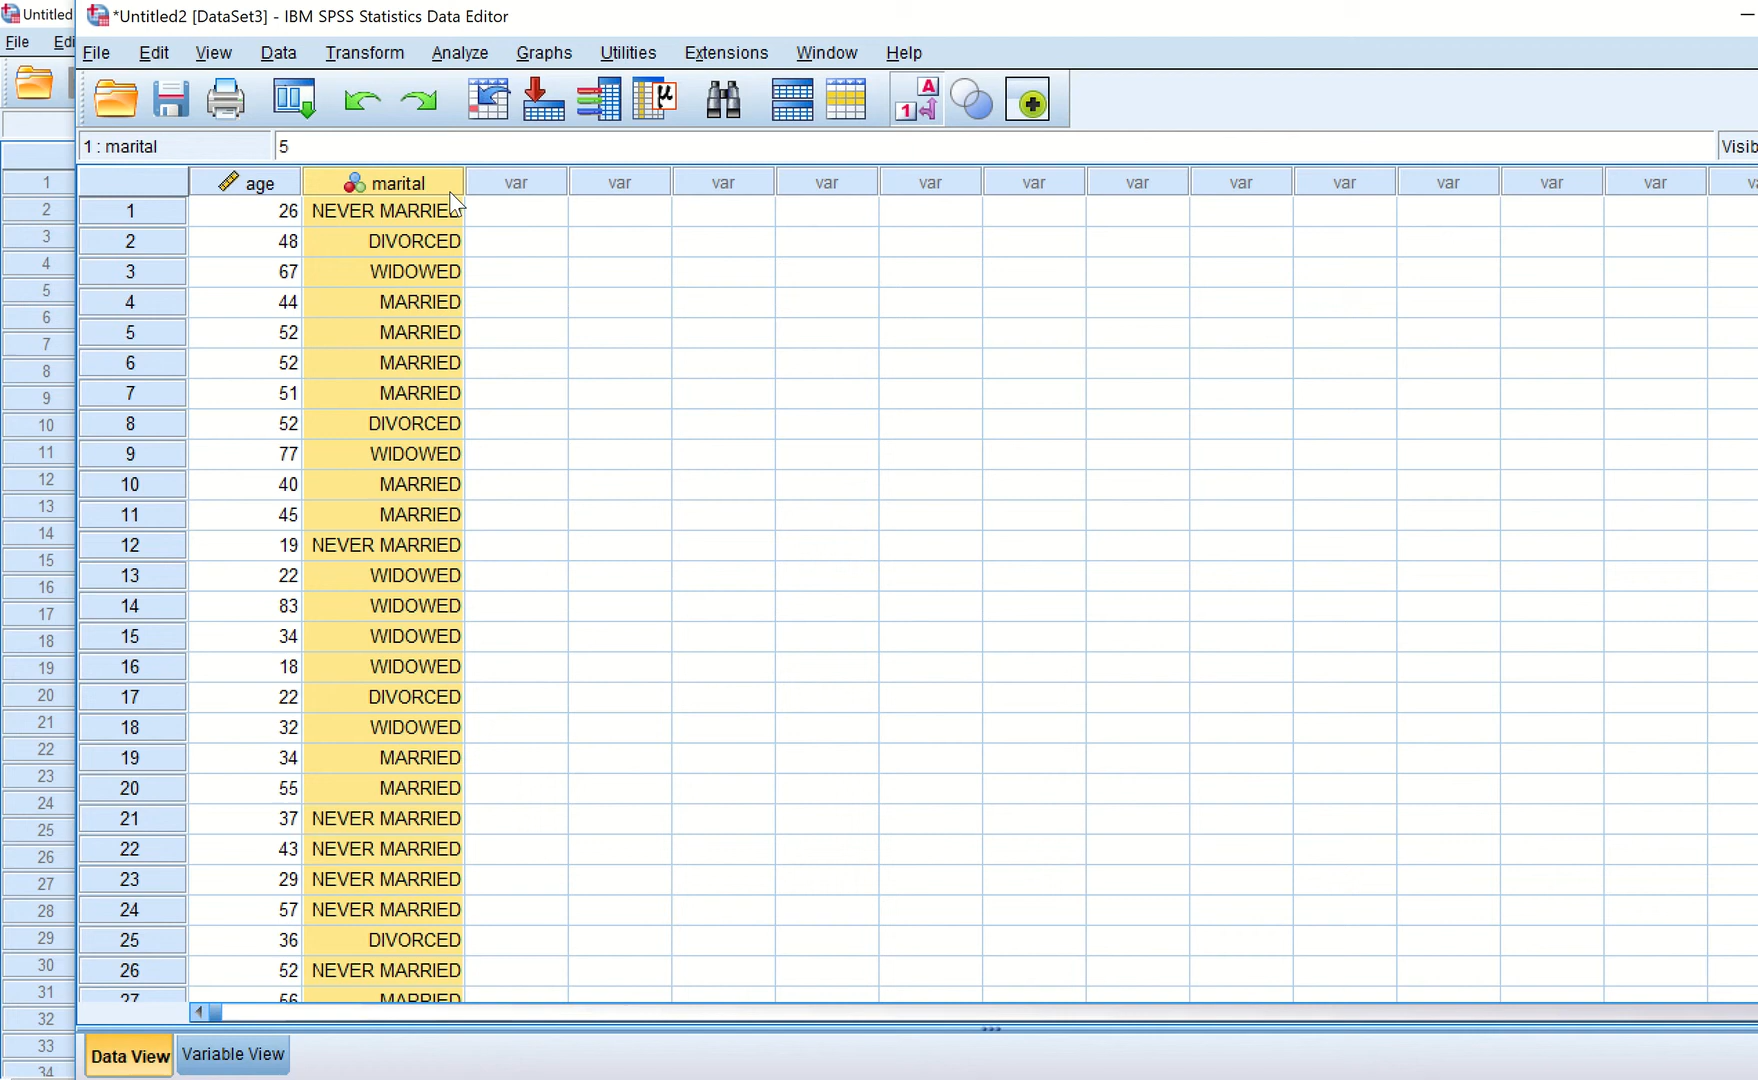 Untitled
File Edi
*Untitled2 [DataSet3] - IBM SPSS Statistics Data Editor
File Edit View Data Transform Analyze Graphs Utilities Extensions Window Help
1 : marital 5 Visib
age marital var var var var var var var var var var var var
1 26 NEVER MARRIED
2 48 DIVORCED
3 67 WIDOWED
4 44 MARRIED
5 52 MARRIED
6 52 MARRIED
7 51 MARRIED
8 52 DIVORCED
9 77 WIDOWED
10 40 MARRIED
11 45 MARRIED
12 19 NEVER MARRIED
13 22 WIDOWED
14 83 WIDOWED
15 34 WIDOWED
16 18 WIDOWED
17 22 DIVORCED
18 32 WIDOWED
19 34 MARRIED
20 55 MARRIED
21 37 NEVER MARRIED
22 43 NEVER MARRIED
23 29 NEVER MARRIED
24 57 NEVER MARRIED
25 36 DIVORCED
26 52 NEVER MARRIED
27 56 MARRIED
Data View Variable View
1
2
3
4
5
6
7
8
9
10
11
12
13
14
15
16
17
18
19
20
21
22
23
24
25
26
27
28
29
30
31
32
33
34